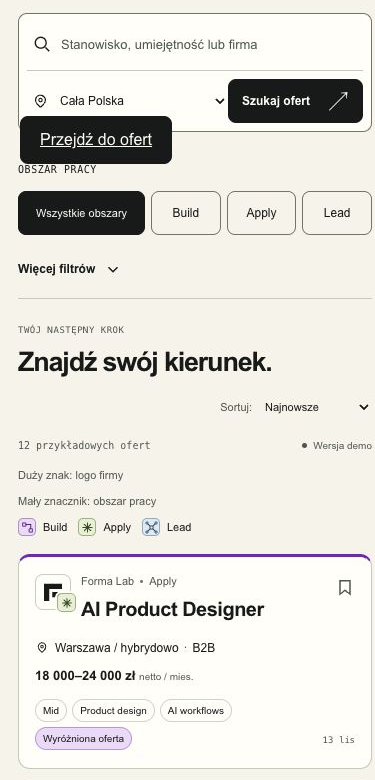 Stanowisko, umiejętność lub firma
Cała Polska
Szukaj ofert
Przejdź do ofert
OBSZAR PRACY
Wszystkie obszary
Build
Apply
Lead
Więcej filtrów
TWÓJ NASTĘPNY KROK
Znajdź swój kierunek.
Sortuj: Najnowsze
12 przykładowych ofert
Wersja demo
Duży znak: logo firmy
Mały znacznik: obszar pracy
Build Apply Lead
Forma Lab • Apply
AI Product Designer
Warszawa / hybrydowo · B2B
18 000–24 000 zł netto / mies.
Mid Product design AI workflows
Wyróżniona oferta
13 lis